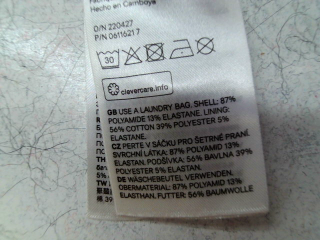 Hecho en Camboya
O/N 220427
P/N 06116217
30
clevercare.info
GB USE A LAUNDRY BAG. SHELL: 87%
POLYAMIDE 13% ELASTANE. LINING:
56% COTTON 39% POLYESTER 5%
ELASTANE.
CZ PERTE V SÁČKU PRO ŠETRNÉ PRANÍ.
SVRCHNÍ LÁTKA: 87% POLYAMID 13%
ELASTAN. PODŠÍVKA: 56% BAVLNA 39%
POLYESTER 5% ELASTAN.
DE WÄSCHEBEUTEL VERWENDEN.
OBERMATERIAL: 87% POLYAMID 13%
ELASTHAN. FUTTER: 56% BAUMWOLLE